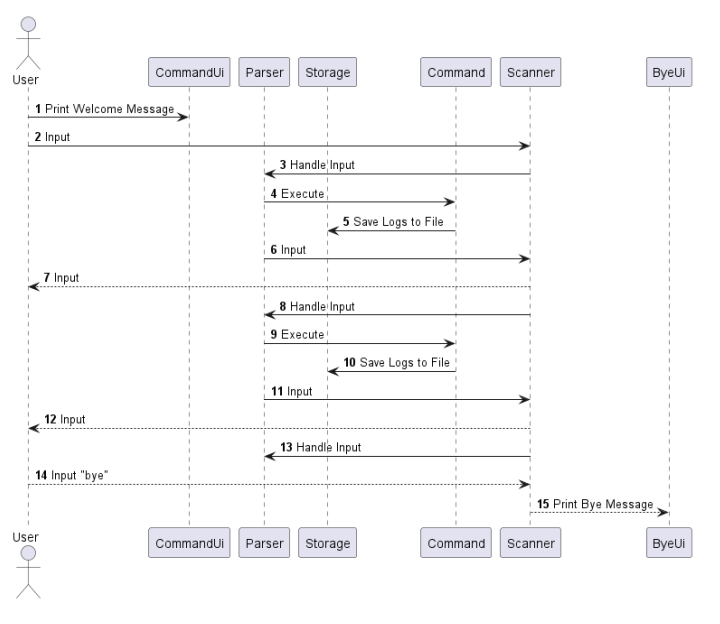 User
CommandUi Parser Storage Command Scanner ByeUi
1 Print Welcome Message
2 Input
3 Handle Input
4 Execute
5 Save Logs to File
6 Input
7 Input
8 Handle Input
9 Execute
10 Save Logs to File
11 Input
12 Input
13 Handle Input
14 Input "bye"
15 Print Bye Message
User
CommandUi Parser Storage Command Scanner ByeUi